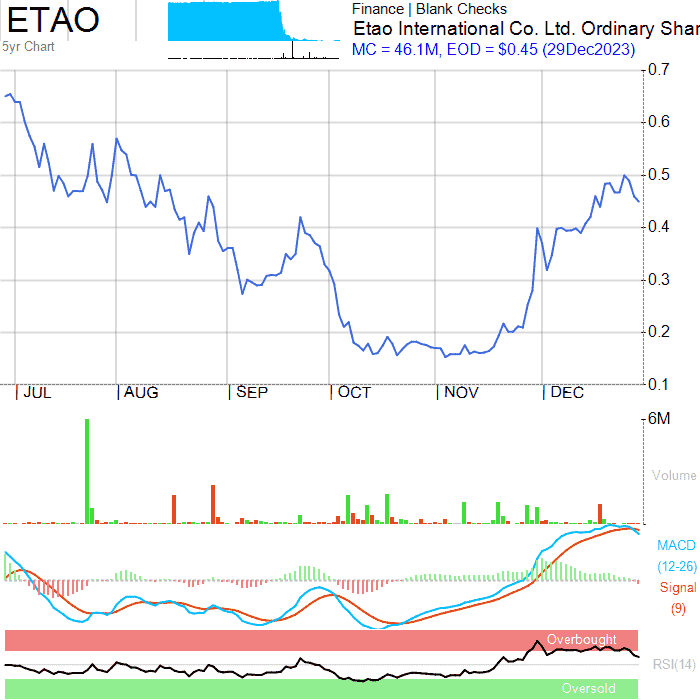 ETAO
5yr Chart
Finance | Blank Checks
Etao International Co. Ltd. Ordinary Shar
MC = 46.1M, EOD = $0.45 (29Dec2023)
0.7
0.6
0.5
0.4
0.3
0.2
0.1
JUL AUG SEP OCT NOV DEC
6M
Volume
MACD
(12-26)
Signal
(9)
Overbought
RSI(14)
Oversold